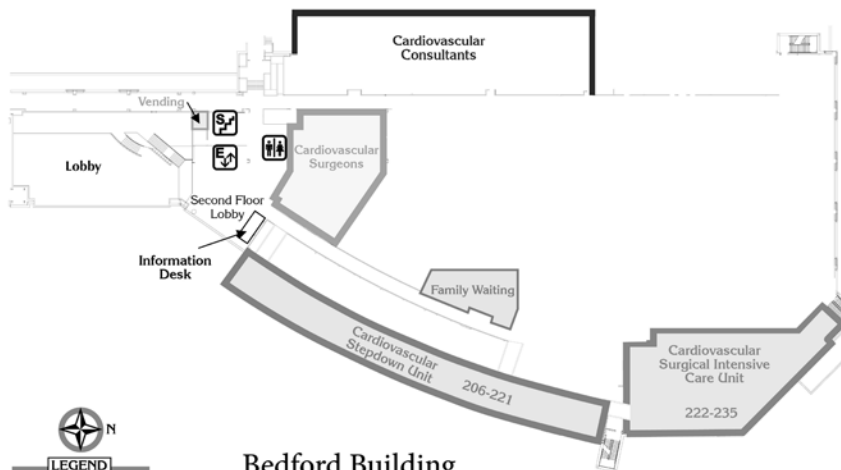 Cardiovascular
Consultants
Vending
S
E
Cardiovascular
Surgeons
Lobby
Second Floor
Lobby
Information
Desk
Family Waiting
Cardiovascular
Stepdown Unit
206-221
Cardiovascular
Surgical Intensive
Care Unit
222-235
N
LEGEND
Bedford Building